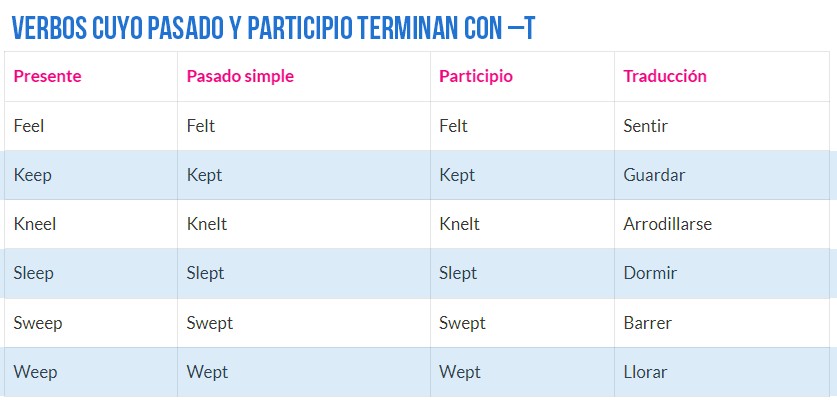 VERBOS CUYO PASADO Y PARTICIPIO TERMINAN CON –T
Presente Pasado simple Participio Traducción
Feel Felt Felt Sentir
Keep Kept Kept Guardar
Kneel Knelt Knelt Arrodillarse
Sleep Slept Slept Dormir
Sweep Swept Swept Barrer
Weep Wept Wept Llorar